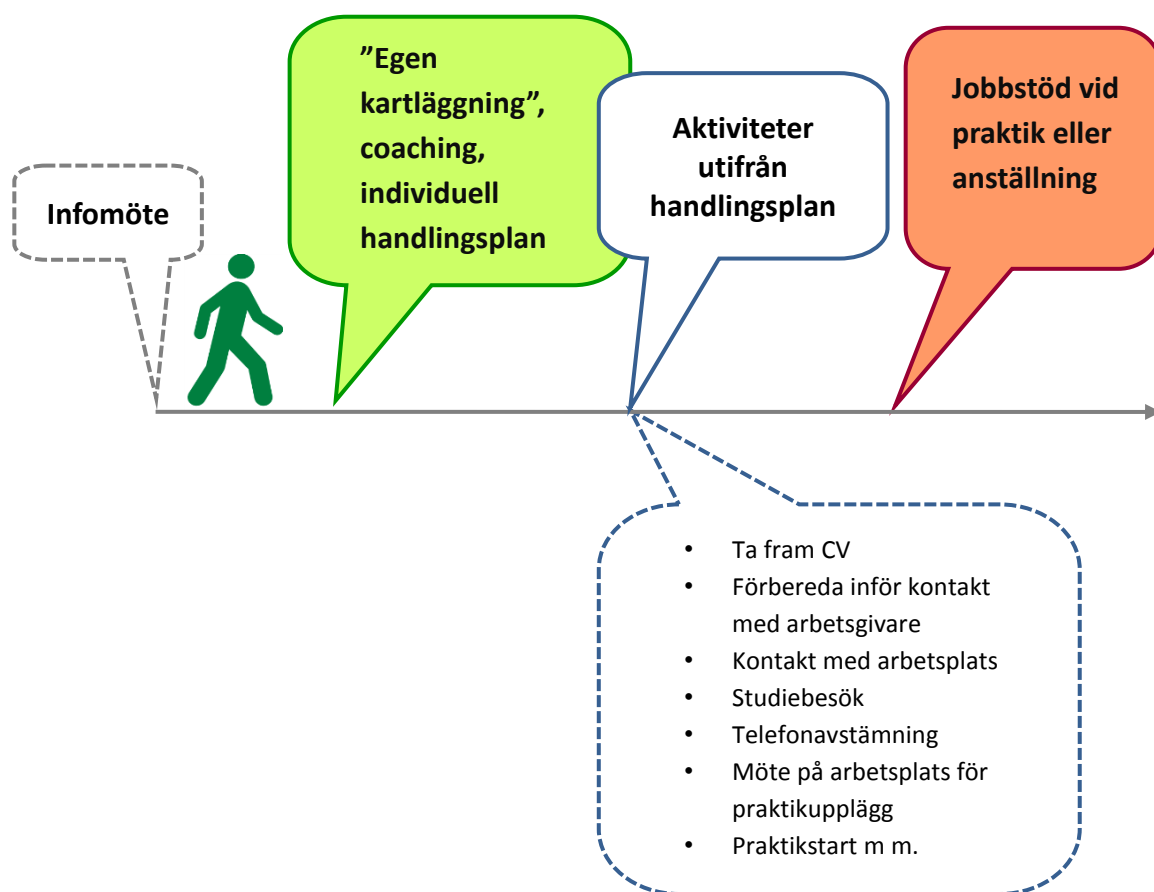 Infomöte
”Egen
kartläggning”,
coaching,
individuell
handlingsplan
Aktiviteter
utifrån
handlingsplan
Jobbstöd vid
praktik eller
anställning
• Ta fram CV
• Förbereda inför kontakt
med arbetsgivare
• Kontakt med arbetsplats
• Studiebesök
• Telefonavstämning
• Möte på arbetsplats för
praktikupplägg
• Praktikstart m m.